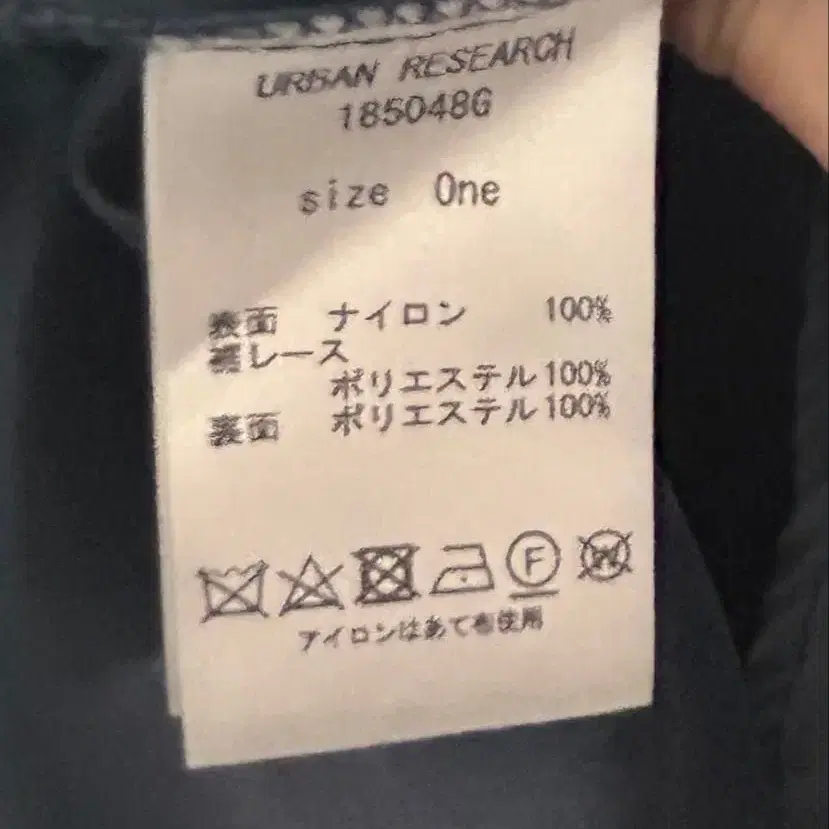 URBAN RESEARCH
185048G
size One
表面 ナイロン 100%
裾レース
ポリエステル100%
裏面 ポリエステル100%
F
W
アイロンはあて布使用